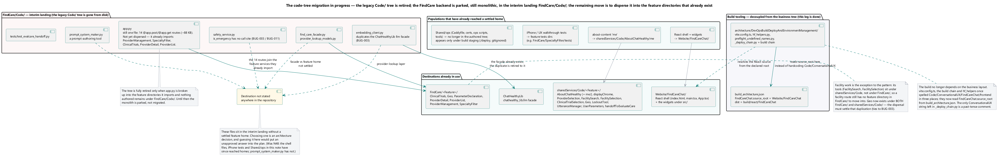 The code-tree migration in progress — the legacy Code/ tree is retired; the FindCare backend is parked, still monolithic, in the interim landing FindCare/Code/; the remaining move is to disperse it into the feature directories that already exist
FindCare/Code/ — interim landing (the legacy Code/ tree is gone from disk)
tests/test_evalcare_handoff.py
prompt_system_maker.py
a prompt-authoring tool
app.py
still one file: 14 @app.post/@app.get routes (~88 KB).
Not yet dispersed — it already imports
ProviderManagement, SpecialtyFilter,
ClinicalTrials, ProviderDetail, ProviderList.
safety_service.py
is_emergency has no call site (BUG-003 / BUG-011)
find_care_facade.py
provider_lookup_models.py
embedding_client.py
duplicates the ChatHealthyLib llm facade
(BUG-003)
Populations that have already reached a settled home
Shared/ops (Caddyfile, certs, ops scripts,
tools) -> no longer in the authored tree;
appears only under build staging (/deploy, gitignored)
iPhone / UX walkthrough tests
-> feature tests dirs
(e.g. FindCare/SpecialtyFilter/tests)
about-content 'me'
-> sharedServices/Code/AboutChatHealthy/me
React shell + widgets
-> Website/FindCareChat/
Build tooling — decoupled from the business tree (this leg is done)
architecture/DevOpsBuildDeployAndEnvironmentManagement/
vite.config.ts, hf_helpers.py,
preflight_undefined_names.py,
_deploy_chain.py + build chain
the 14 routes join the
feature services they
already import
facade vs feature home
not settled
provider-lookup layer
the facade already exists;
the duplicate is retired to it
resolves the React source
from the declared root
reads source_root here,
instead of hardcoding Code/ConversationalUX
The tree is fully retired only when app.py is broken
up into the feature directories it imports and nothing
authored remains under FindCare/Code/. Until then the
monolith is parked, not migrated.
Destination not stated
anywhere in the repository
Destinations already in use
FindCare/<Feature>/
ClinicalTrials, Geo, ParameterDeclaration,
ProviderDetail, ProviderList,
ProviderManagement, SpecialtyFilter
ChatHealthyLib
chathealthy_lib.llm facade
sharedServices/Code/<Feature>/
AboutChatHealthy (+ me/), displayChrome,
ProviderSelection, FacilitySearch, FacilitySelection,
ClinicalTrialSelection, Geo, LockoutTool,
UtteranceManager, UserParameters, handoffToEvaluateCare
Website/FindCareChat/
React shell (index.html, main.tsx, App.tsx)
+ the widgets under src/
build_architecture.json
FindCareChat.source_root = Website/FindCareChat
dist = build/react/FindCareChat
Facility work is the exception to the pattern: its
tools (FacilitySearch, FacilitySelection) sit under
sharedServices/Code, not under FindCare/, so a
facility route still has no feature directory in
FindCare/ to move into. Geo now exists under BOTH
FindCare/ and sharedServices/Code/ — the dispersal
must settle that duplication (ties to BUG-003).
The build no longer depends on the business layout.
vite.config.ts, the build chain and hf_helpers once
spelled Code/ConversationalUX/FindCareChat/frontend
in three places; they now read FindCareChat.source_root
from build_architecture.json. The only ConversationalUX
string left in _deploy_chain.py is a past-tense comment.
These files sit in the interim landing without a
settled feature home. Choosing one is an architecture
decision, and guessing it here would put an
unapproved answer into the plan. (Was N48: the shell
files, iPhone tests and Shared/ops in this note have
since reached homes; prompt_system_maker.py has not.)